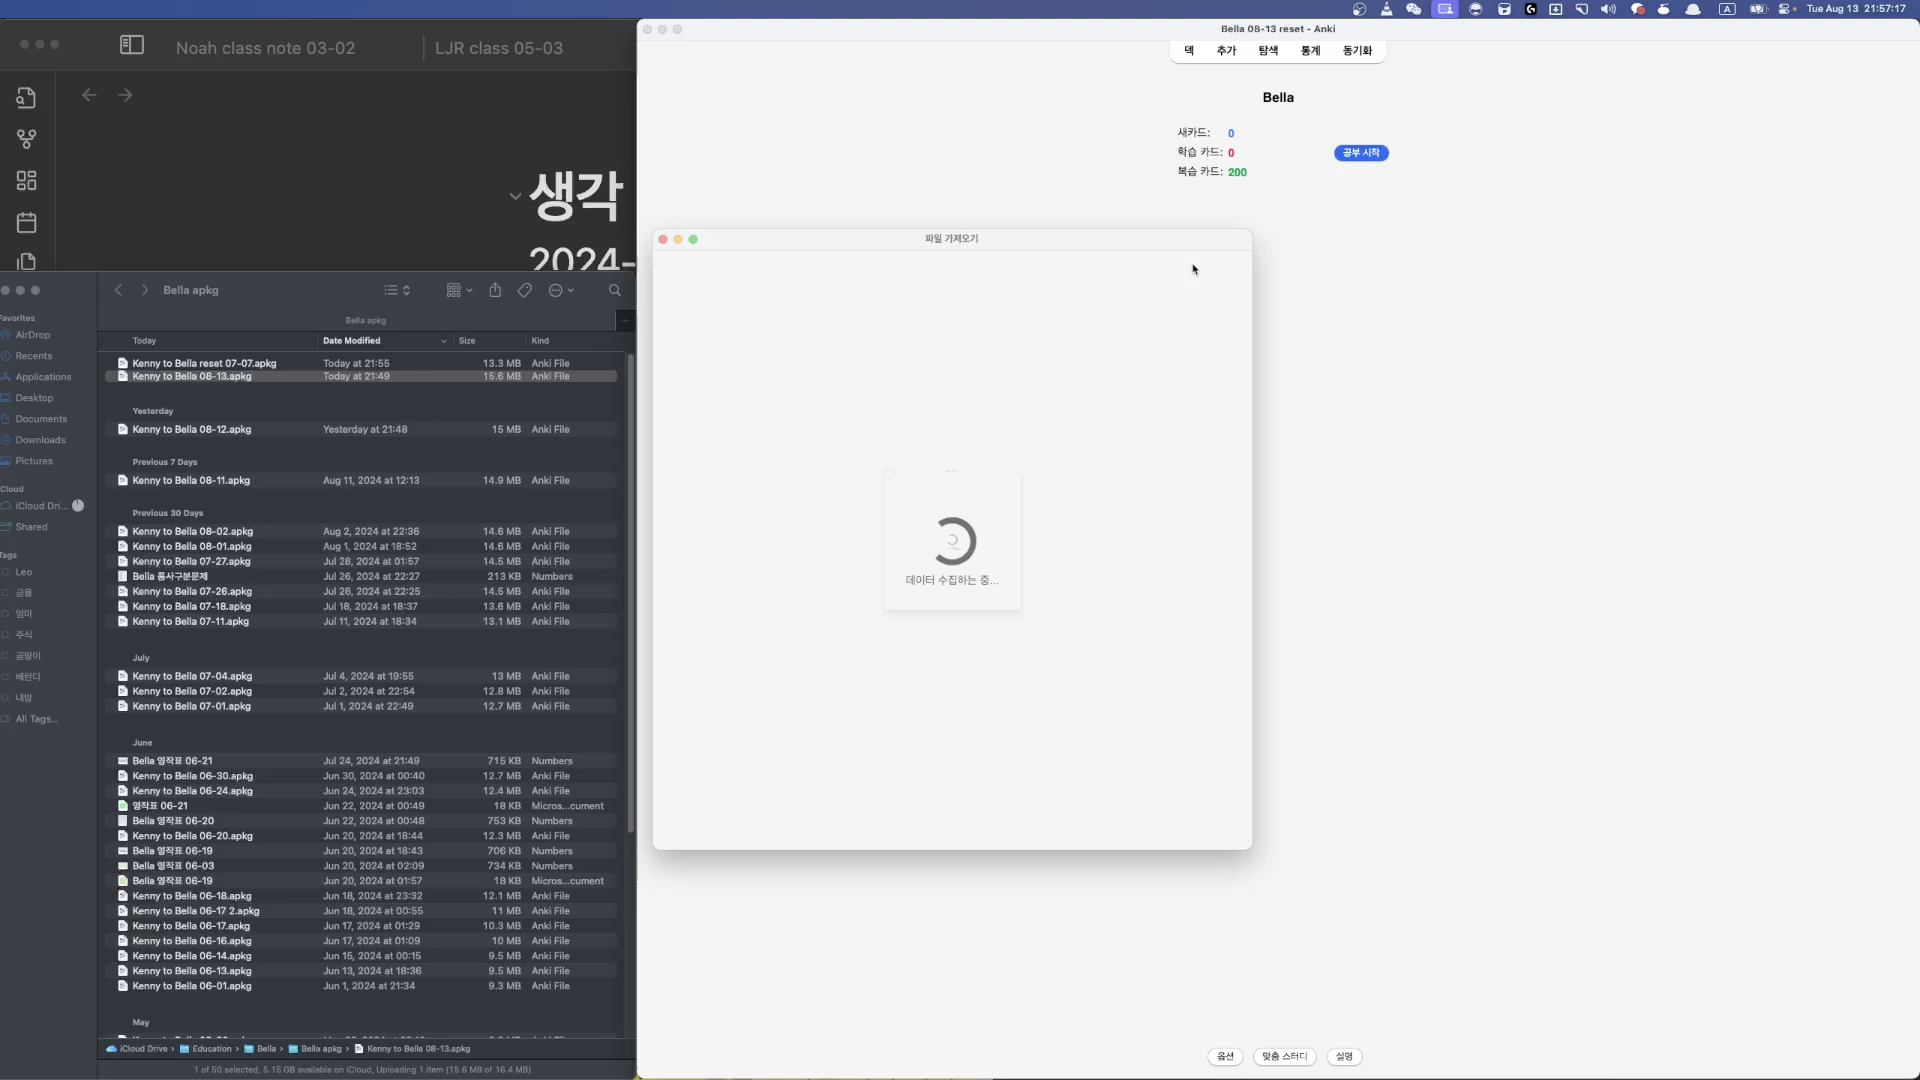 Tue Aug 13 21:57:17
Noah class note 03-02
LJR class 05-03
생각
2024-
Bella apkg
Bella apkg
Favorites
AirDrop
Recents
Applications
Desktop
Documents
Downloads
Pictures
Cloud
iCloud Dri...
Shared
Tags
Leo
금융
엄마
주식
곰팡이
베란다
내방
All Tags...
Today Date Modified Size Kind
Kenny to Bella reset 07-07.apkg Today at 21:55 13.3 MB Anki File
Kenny to Bella 08-13.apkg Today at 21:49 15.6 MB Anki File
Yesterday
Kenny to Bella 08-12.apkg Yesterday at 21:48 15 MB Anki File
Previous 7 Days
Kenny to Bella 08-11.apkg Aug 11, 2024 at 12:13 14.9 MB Anki File
Previous 30 Days
Kenny to Bella 08-02.apkg Aug 2, 2024 at 22:36 14.6 MB Anki File
Kenny to Bella 08-01.apkg Aug 1, 2024 at 18:52 14.6 MB Anki File
Kenny to Bella 07-27.apkg Jul 28, 2024 at 01:57 14.5 MB Anki File
Bella 품사구분문제 Jul 26, 2024 at 22:27 213 KB Numbers
Kenny to Bella 07-26.apkg Jul 26, 2024 at 22:25 14.5 MB Anki File
Kenny to Bella 07-18.apkg Jul 18, 2024 at 18:37 13.6 MB Anki File
Kenny to Bella 07-11.apkg Jul 11, 2024 at 18:34 13.1 MB Anki File
July
Kenny to Bella 07-04.apkg Jul 4, 2024 at 19:55 13 MB Anki File
Kenny to Bella 07-02.apkg Jul 2, 2024 at 22:54 12.8 MB Anki File
Kenny to Bella 07-01.apkg Jul 1, 2024 at 22:49 12.7 MB Anki File
June
Bella 영작표 06-21 Jul 24, 2024 at 21:49 715 KB Numbers
Kenny to Bella 06-30.apkg Jun 30, 2024 at 00:40 12.7 MB Anki File
Kenny to Bella 06-24.apkg Jun 24, 2024 at 23:03 12.4 MB Anki File
영작표 06-21 Jun 22, 2024 at 00:49 18 KB Micros...cument
Bella 영작표 06-20 Jun 22, 2024 at 00:48 753 KB Numbers
Kenny to Bella 06-20.apkg Jun 20, 2024 at 18:44 12.3 MB Anki File
Bella 영작표 06-19 Jun 20, 2024 at 18:43 706 KB Numbers
Bella 영작표 06-03 Jun 20, 2024 at 02:09 734 KB Numbers
Bella 영작표 06-19 Jun 20, 2024 at 01:57 18 KB Micros...cument
Kenny to Bella 06-18.apkg Jun 18, 2024 at 23:32 12.1 MB Anki File
Kenny to Bella 06-17 2.apkg Jun 18, 2024 at 00:55 11 MB Anki File
Kenny to Bella 06-17.apkg Jun 17, 2024 at 01:29 10.3 MB Anki File
Kenny to Bella 06-16.apkg Jun 17, 2024 at 01:09 10 MB Anki File
Kenny to Bella 06-14.apkg Jun 15, 2024 at 00:15 9.5 MB Anki File
Kenny to Bella 06-13.apkg Jun 13, 2024 at 18:36 9.5 MB Anki File
Kenny to Bella 06-01.apkg Jun 1, 2024 at 21:34 9.3 MB Anki File
May
iCloud Drive › Education › Bella › Bella apkg › Kenny to Bella 08-13.apkg
1 of 50 selected, 5.15 GB available on iCloud, Uploading 1 item (15.6 MB of 16.4 MB)
Bella 08-13 reset - Anki
덱 추가 탐색 통계 동기화
Bella
새카드: 0
학습 카드: 0
공부 시작
복습 카드: 200
파일 가져오기
데이터 수집하는 중...
옵션 맞춤 스터디 설명